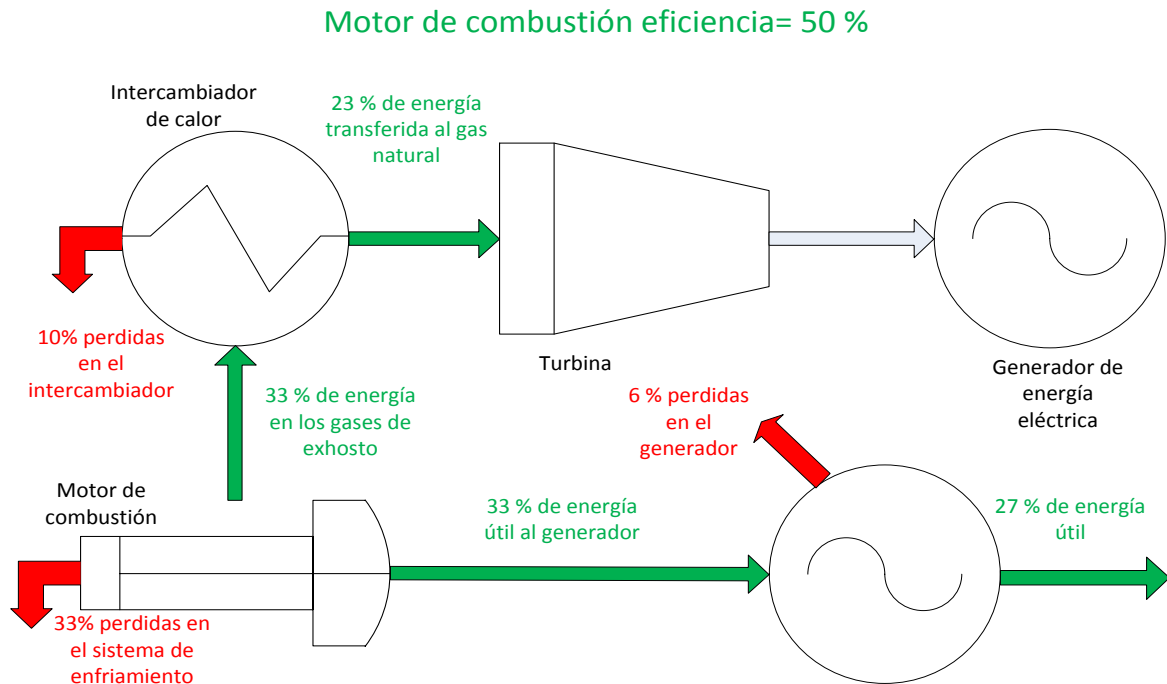 Motor de combustión eficiencia= 50 %
Intercambiador
de calor
23 % de energía
transferida al gas
natural
10% perdidas
en el
intercambiador
33 % de energía
en los gases de
exhosto
Turbina
Generador de
energía
eléctrica
6 % perdidas
en el
generador
Motor de
combustión
33 % de energía
útil al generador
27 % de energía
útil
33% perdidas en
el sistema de
enfriamiento